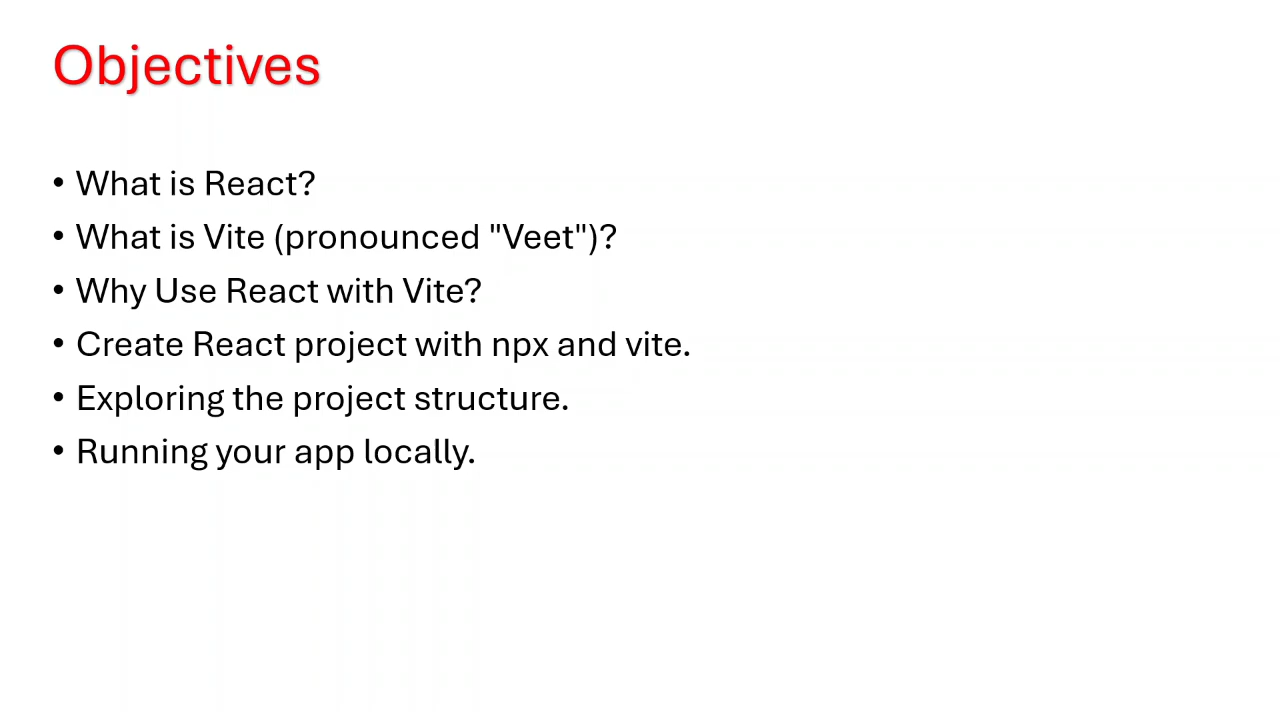 Objectives
• What is React?
• What is Vite (pronounced "Veet")?
• Why Use React with Vite?
• Create React project with npx and vite.
• Exploring the project structure.
• Running your app locally.